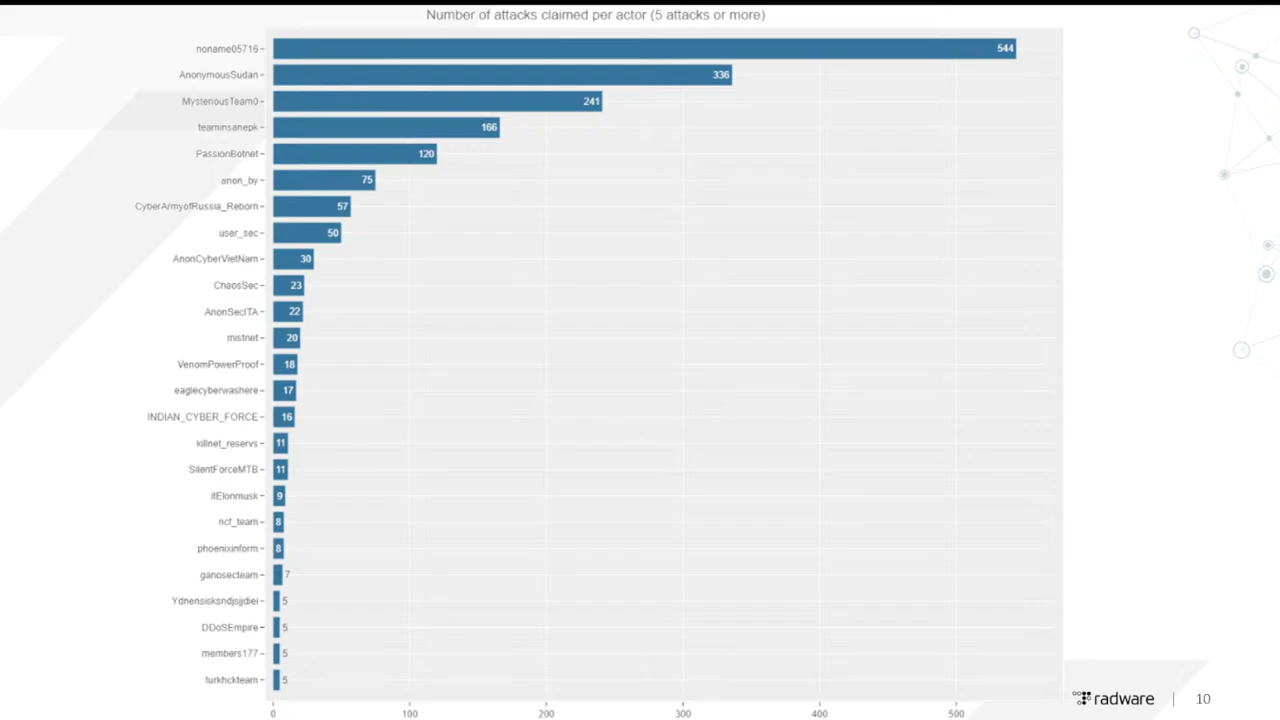 Number of attacks claimed per actor (5 attacks or more)
noname05716 544
AnonymousSudan 336
MysteriousTeam0 241
teaminsanepk 166
PassionBotnet 120
anon_by 75
CyberArmyofRussia_Reborn 57
user_sec 50
AnonCyberVietNam 30
ChaosSec 23
AnonSecITA 22
mistnet 20
VenomPowerProof 18
eaglecyberwashere 17
INDIAN_CYBER_FORCE 16
killnet_reservs 11
SilentForceMTB 11
itElonmusk 9
ncf_team 8
phoenixinform 8
ganosecteam 7
Ydnensisksndjsjjdiei 5
DDoSEmpire 5
members177 5
turkhckteam 5
0 100 200 300 400 500
radware | 10